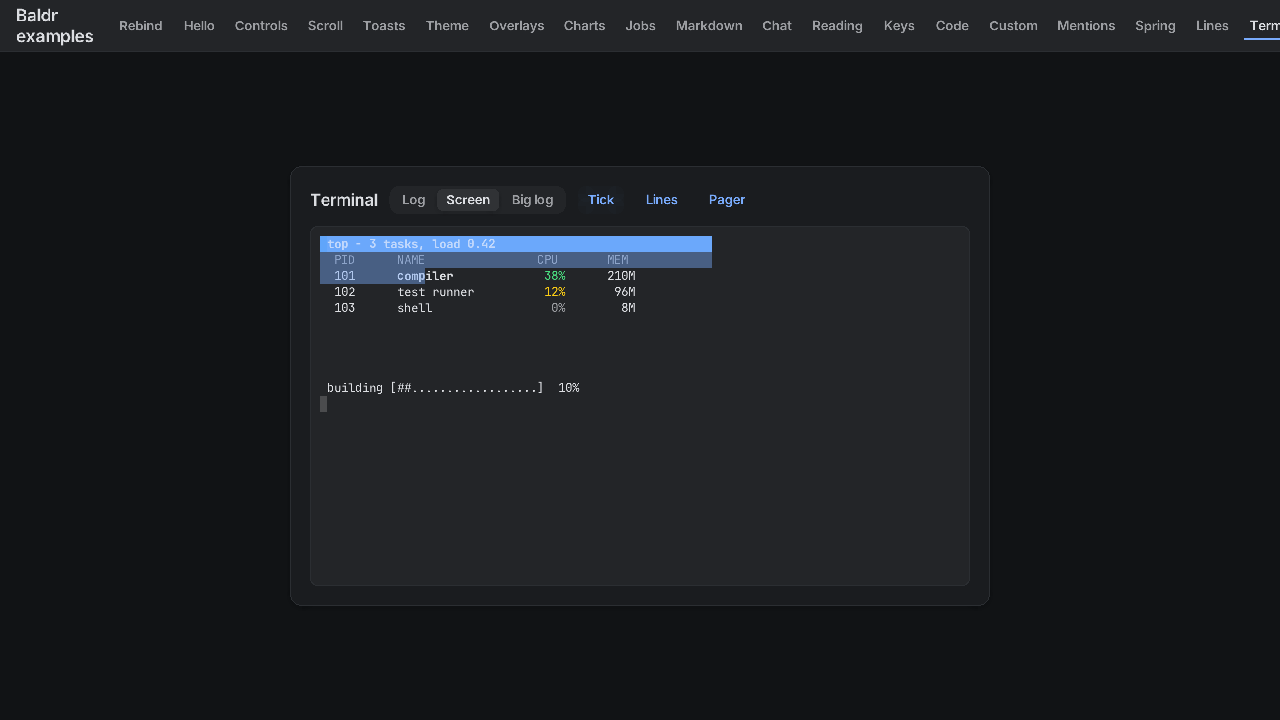 Baldr examples
Rebind Hello Controls Scroll Toasts Theme Overlays Charts Jobs Markdown Chat Reading Keys Code Custom Mentions Spring Lines Term
Terminal Log Screen Big log Tick Lines Pager
top - 3 tasks, load 0.42
PID NAME CPU MEM
101 compiler 38% 210M
102 test runner 12% 96M
103 shell 0% 8M
building [##..................] 10%